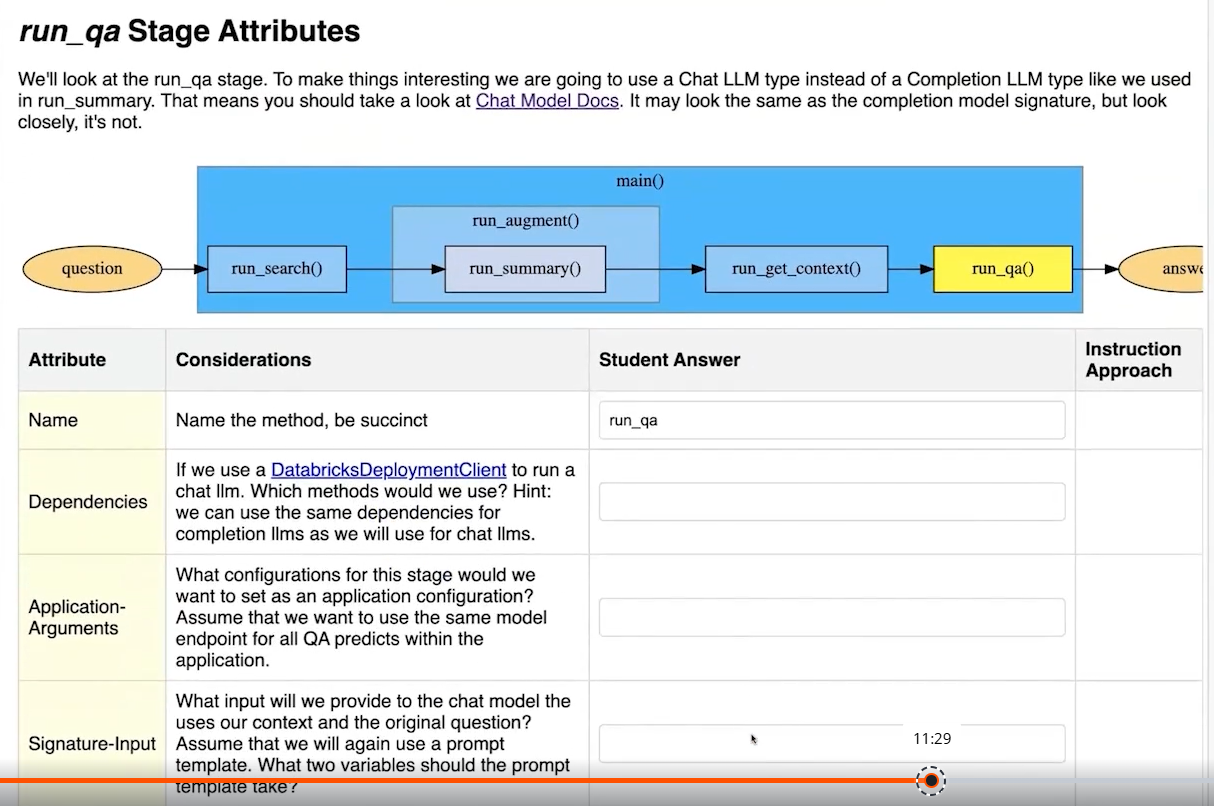 run_qa Stage Attributes
We'll look at the run_qa stage. To make things interesting we are going to use a Chat LLM type instead of a Completion LLM type like we used
in run_summary. That means you should take a look at Chat Model Docs. It may look the same as the completion model signature, but look
closely, it's not.
main()
run_augment()
question
run_search()
run_summary()
run_get_context()
run_qa()
answe
Attribute
Considerations
Student Answer
Instruction
Approach
Name
Name the method, be succinct
run_qa
Dependencies
If we use a DatabricksDeploymentClient to run a
chat llm. Which methods would we use? Hint:
we can use the same dependencies for
completion llms as we will use for chat llms.
Application-
Arguments
What configurations for this stage would we
want to set as an application configuration?
Assume that we want to use the same model
endpoint for all QA predicts within the
application.
Signature-Input
What input will we provide to the chat model the
uses our context and the original question?
Assume that we will again use a prompt
template. What two variables should the prompt
template take?
11:29